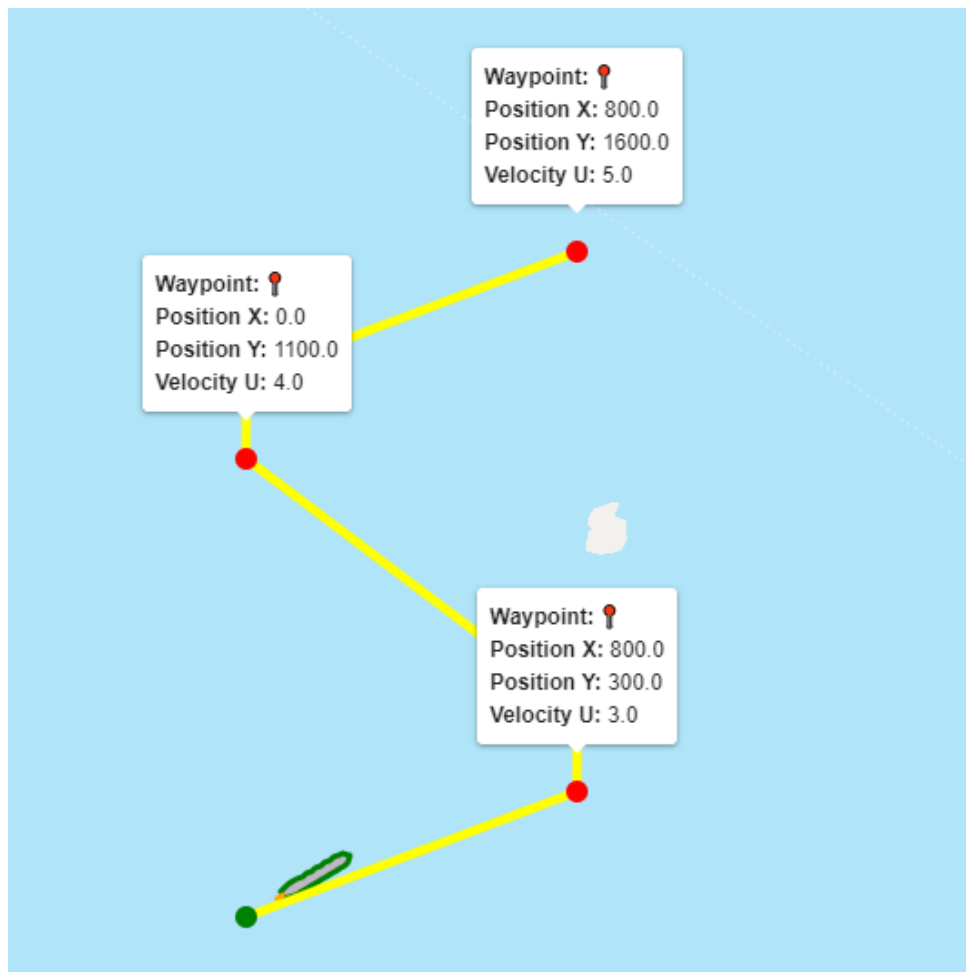 Waypoint:
Position X: 800.0
Position Y: 1600.0
Velocity U: 5.0
Waypoint:
Position X: 0.0
Position Y: 1100.0
Velocity U: 4.0
Waypoint:
Position X: 800.0
Position Y: 300.0
Velocity U: 3.0